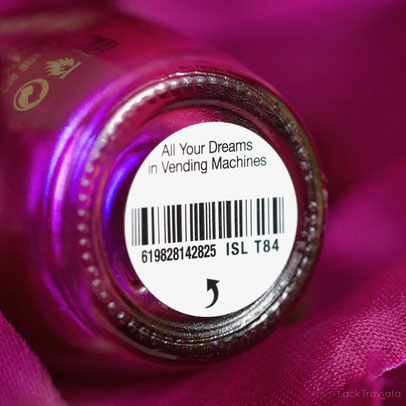 All Your Dreams
in Vending Machines
619828142825 ISL T84
LackTraviata